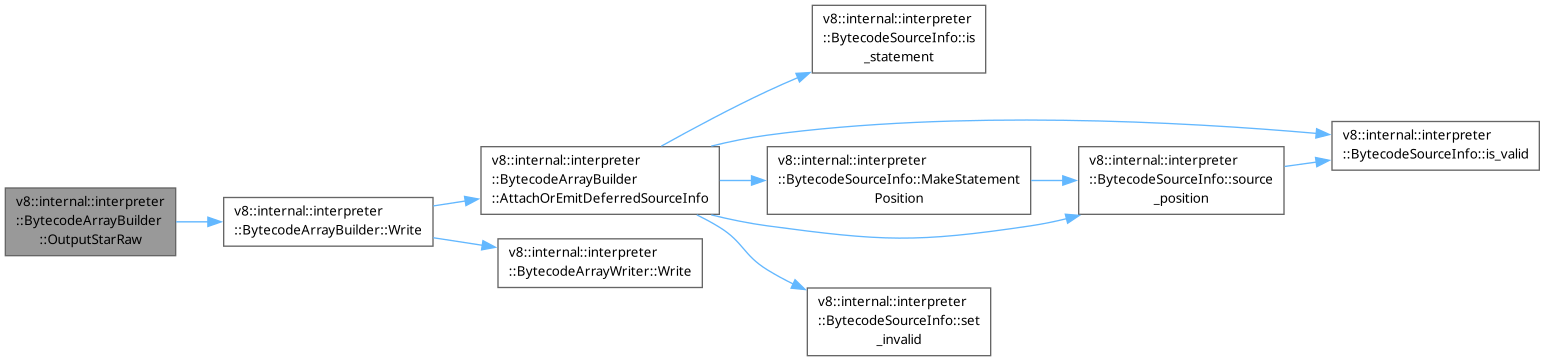 v8::internal::interpreter
::BytecodeArrayBuilder
::OutputStarRaw
v8::internal::interpreter
::BytecodeArrayBuilder::Write
v8::internal::interpreter
::BytecodeArrayBuilder
::AttachOrEmitDeferredSourceInfo
v8::internal::interpreter
::BytecodeArrayWriter::Write
v8::internal::interpreter
::BytecodeSourceInfo::is
_statement
v8::internal::interpreter
::BytecodeSourceInfo::MakeStatement
Position
v8::internal::interpreter
::BytecodeSourceInfo::set
_invalid
v8::internal::interpreter
::BytecodeSourceInfo::source
_position
v8::internal::interpreter
::BytecodeSourceInfo::is_valid